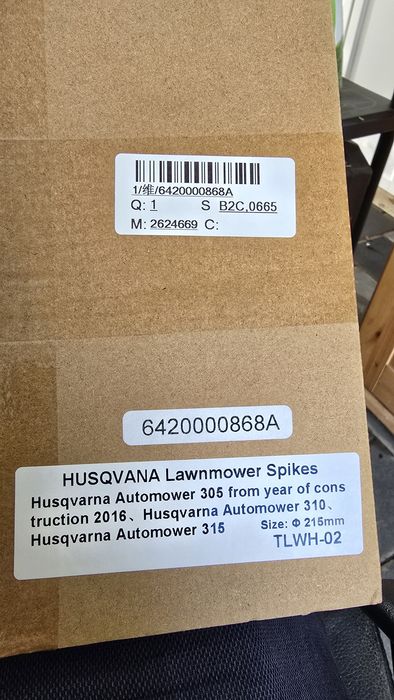 1/维/6420000868A
Q: 1 S B2C,0665
M: 2624669 C:
6420000868A
HUSQVANA Lawnmower Spikes
Husqvarna Automower 305 from year of cons
truction 2016、Husqvarna Automower 310、
Husqvarna Automower 315 Size: Φ 215mm
TLWH-02